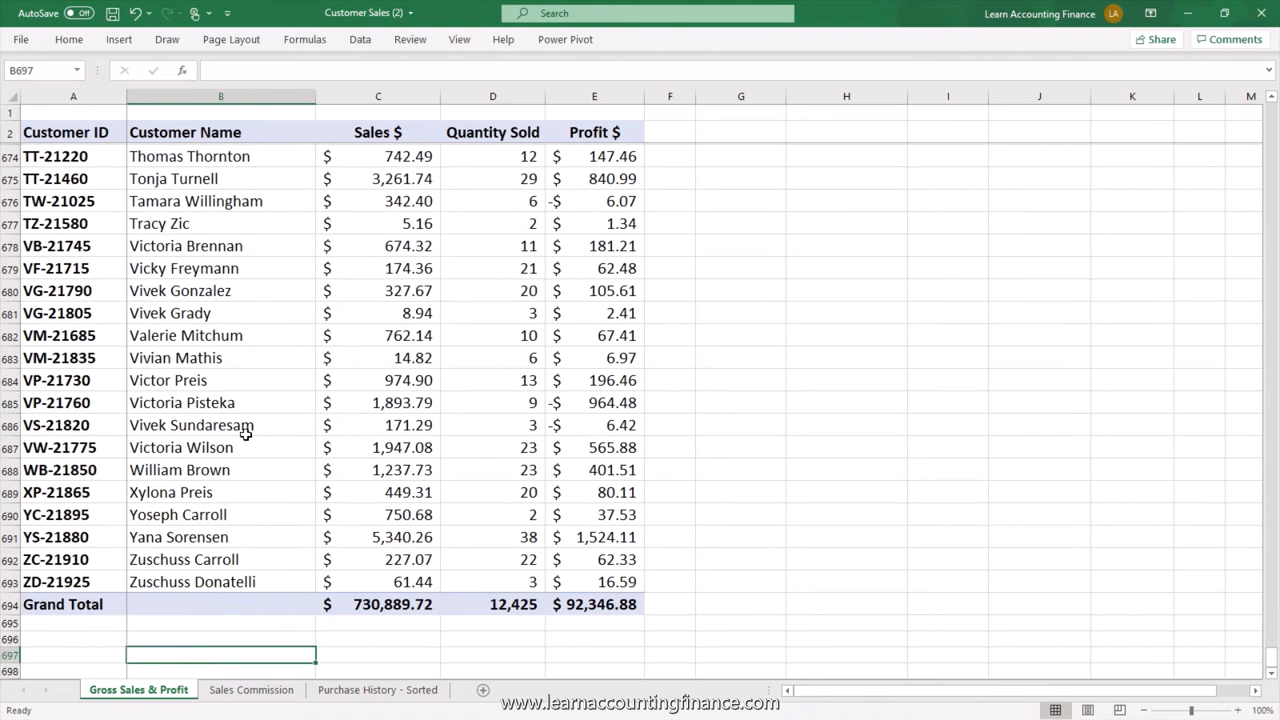 AutoSave Off Customer Sales (2) Search Learn Accounting Finance LA
File Home Insert Draw Page Layout Formulas Data Review View Help Power Pivot Share Comments
B697 fx
A B C D E F G H I J K L M
1
2 Customer ID Customer Name Sales $ Quantity Sold Profit $
674 TT-21220 Thomas Thornton $ 742.49 12 $ 147.46
675 TT-21460 Tonja Turnell $ 3,261.74 29 $ 840.99
676 TW-21025 Tamara Willingham $ 342.40 6 -$ 6.07
677 TZ-21580 Tracy Zic $ 5.16 2 $ 1.34
678 VB-21745 Victoria Brennan $ 674.32 11 $ 181.21
679 VF-21715 Vicky Freymann $ 174.36 21 $ 62.48
680 VG-21790 Vivek Gonzalez $ 327.67 20 $ 105.61
681 VG-21805 Vivek Grady $ 8.94 3 $ 2.41
682 VM-21685 Valerie Mitchum $ 762.14 10 $ 67.41
683 VM-21835 Vivian Mathis $ 14.82 6 $ 6.97
684 VP-21730 Victor Preis $ 974.90 13 $ 196.46
685 VP-21760 Victoria Pisteka $ 1,893.79 9 -$ 964.48
686 VS-21820 Vivek Sundaresam $ 171.29 3 -$ 6.42
687 VW-21775 Victoria Wilson $ 1,947.08 23 $ 565.88
688 WB-21850 William Brown $ 1,237.73 23 $ 401.51
689 XP-21865 Xylona Preis $ 449.31 20 $ 80.11
690 YC-21895 Yoseph Carroll $ 750.68 2 $ 37.53
691 YS-21880 Yana Sorensen $ 5,340.26 38 $ 1,524.11
692 ZC-21910 Zuschuss Carroll $ 227.07 22 $ 62.33
693 ZD-21925 Zuschuss Donatelli $ 61.44 3 $ 16.59
694 Grand Total $ 730,889.72 12,425 $ 92,346.88
695
696
697
698
Gross Sales & Profit Sales Commission Purchase History - Sorted
Ready www.learnaccountingfinance.com 100%